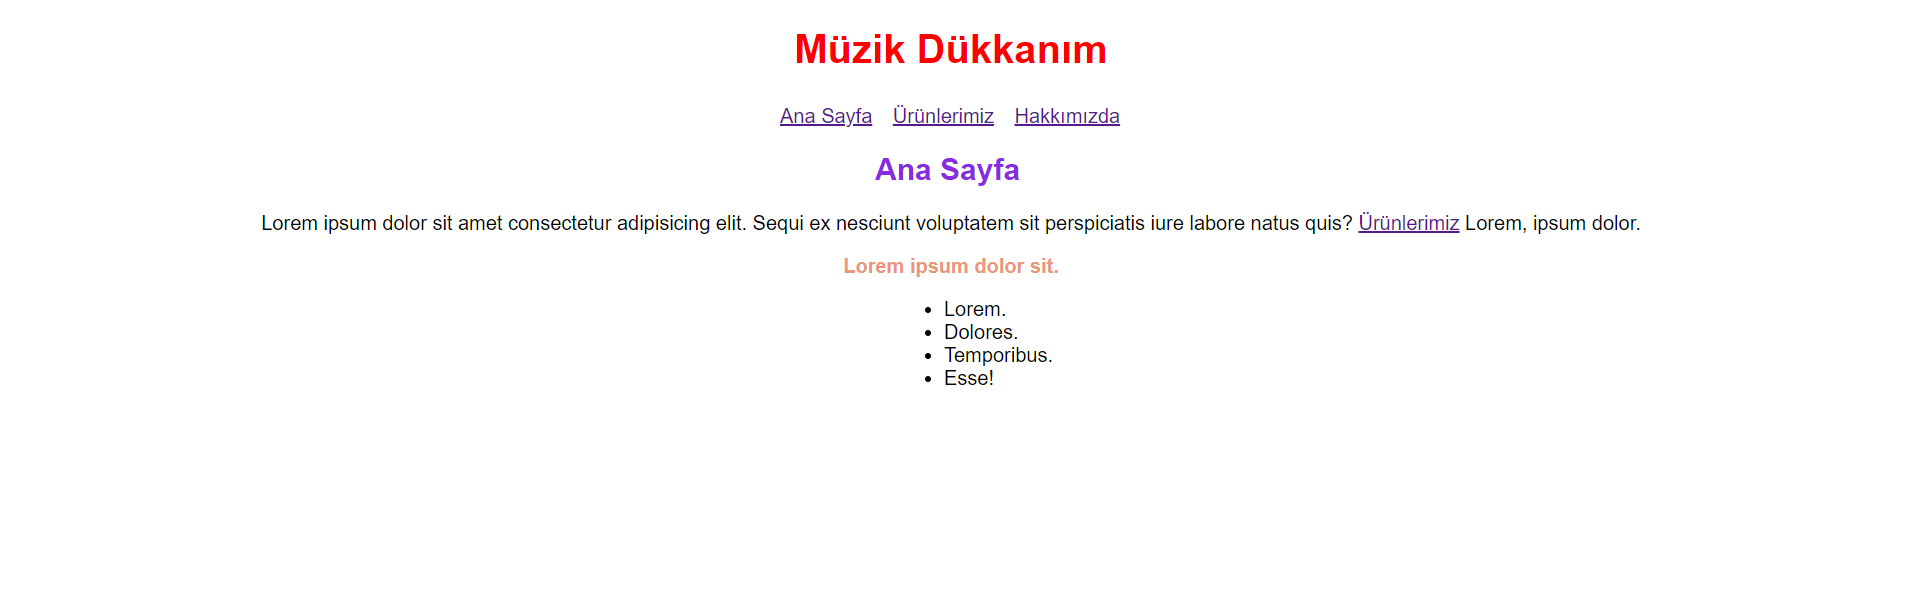 Müzik Dükkanım
Ana Sayfa Ürünlerimiz Hakkımızda
Ana Sayfa
Lorem ipsum dolor sit amet consectetur adipisicing elit. Sequi ex nesciunt voluptatem sit perspiciatis iure labore natus quis? Ürünlerimiz Lorem, ipsum dolor.
Lorem ipsum dolor sit.
• Lorem.
• Dolores.
• Temporibus.
• Esse!